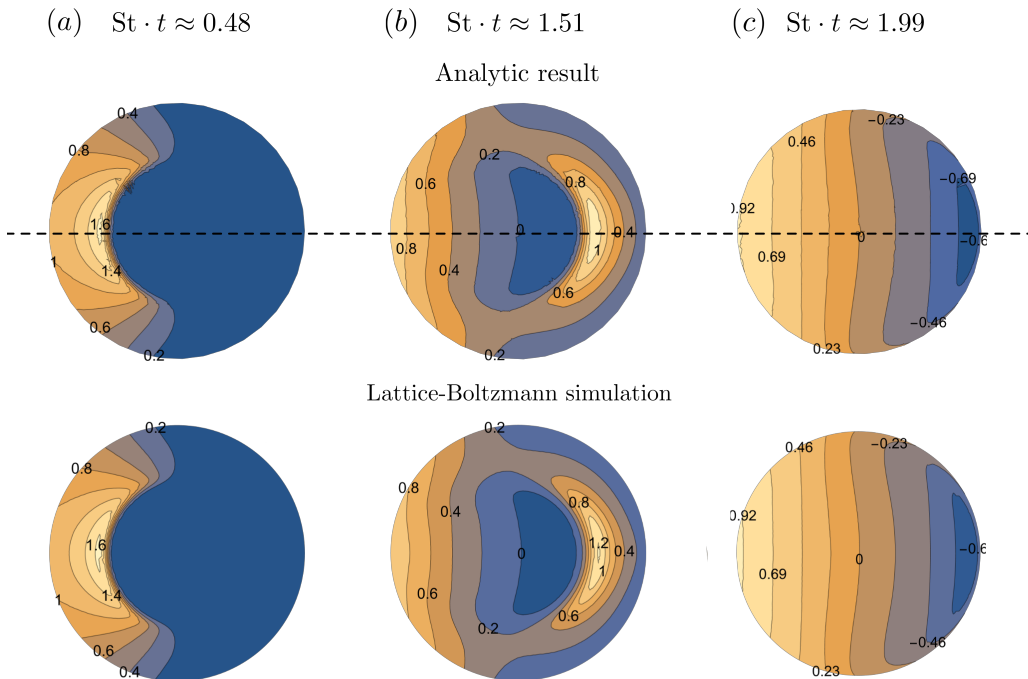 (a) St · t ≈ 0.48 (b) St · t ≈ 1.51 (c) St · t ≈ 1.99
Analytic result
0.4 0.8 1.6 1 1.4 0.6 0.2
0.2 0.6 0.8 0 0.4 0.8 1 0.4 0.6 0.2
−0.23 0.46 −0.69 0.92 0 −0.6 0.69 −0.46 0.23
Lattice-Boltzmann simulation
0.2 0.8 1.6 1 1.4 0.6 0.4
0.2 0.8 0.8 0.4 1.2 0 0.4 1 0.6 0.6 0.2
−0.23 0.46 0.92 −0.6 0 0.69 −0.46 0.23